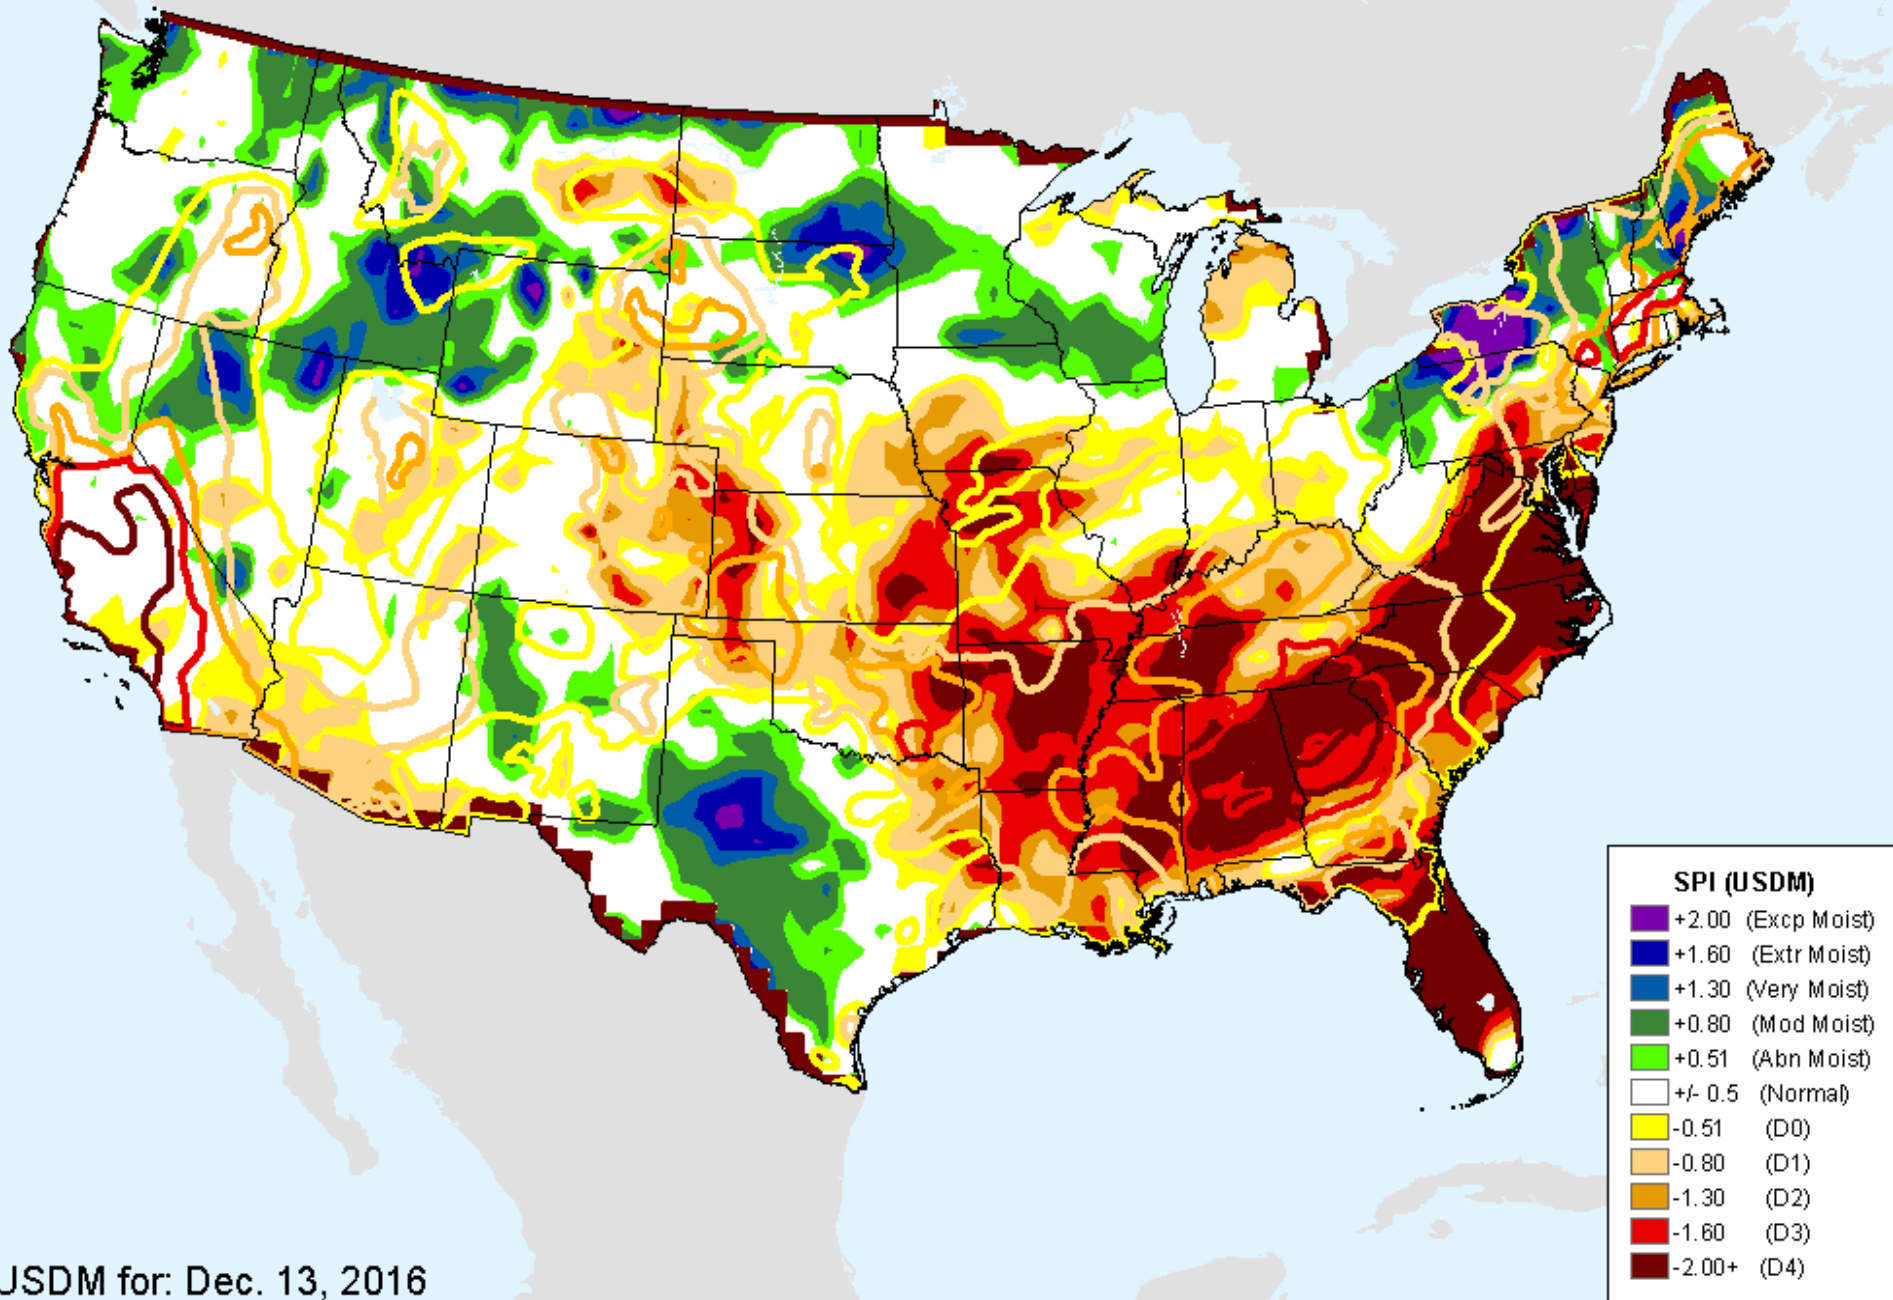 SPI (USDM)
+2.00 (Excp Moist)
+1.60 (Extr Moist)
+1.30 (Very Moist)
+0.80 (Mod Moist)
+0.51 (Abn Moist)
+/- 0.5 (Normal)
-0.51 (D0)
-0.80 (D1)
-1.30 (D2)
-1.60 (D3)
-2.00+ (D4)
USDM for: Dec. 13, 2016